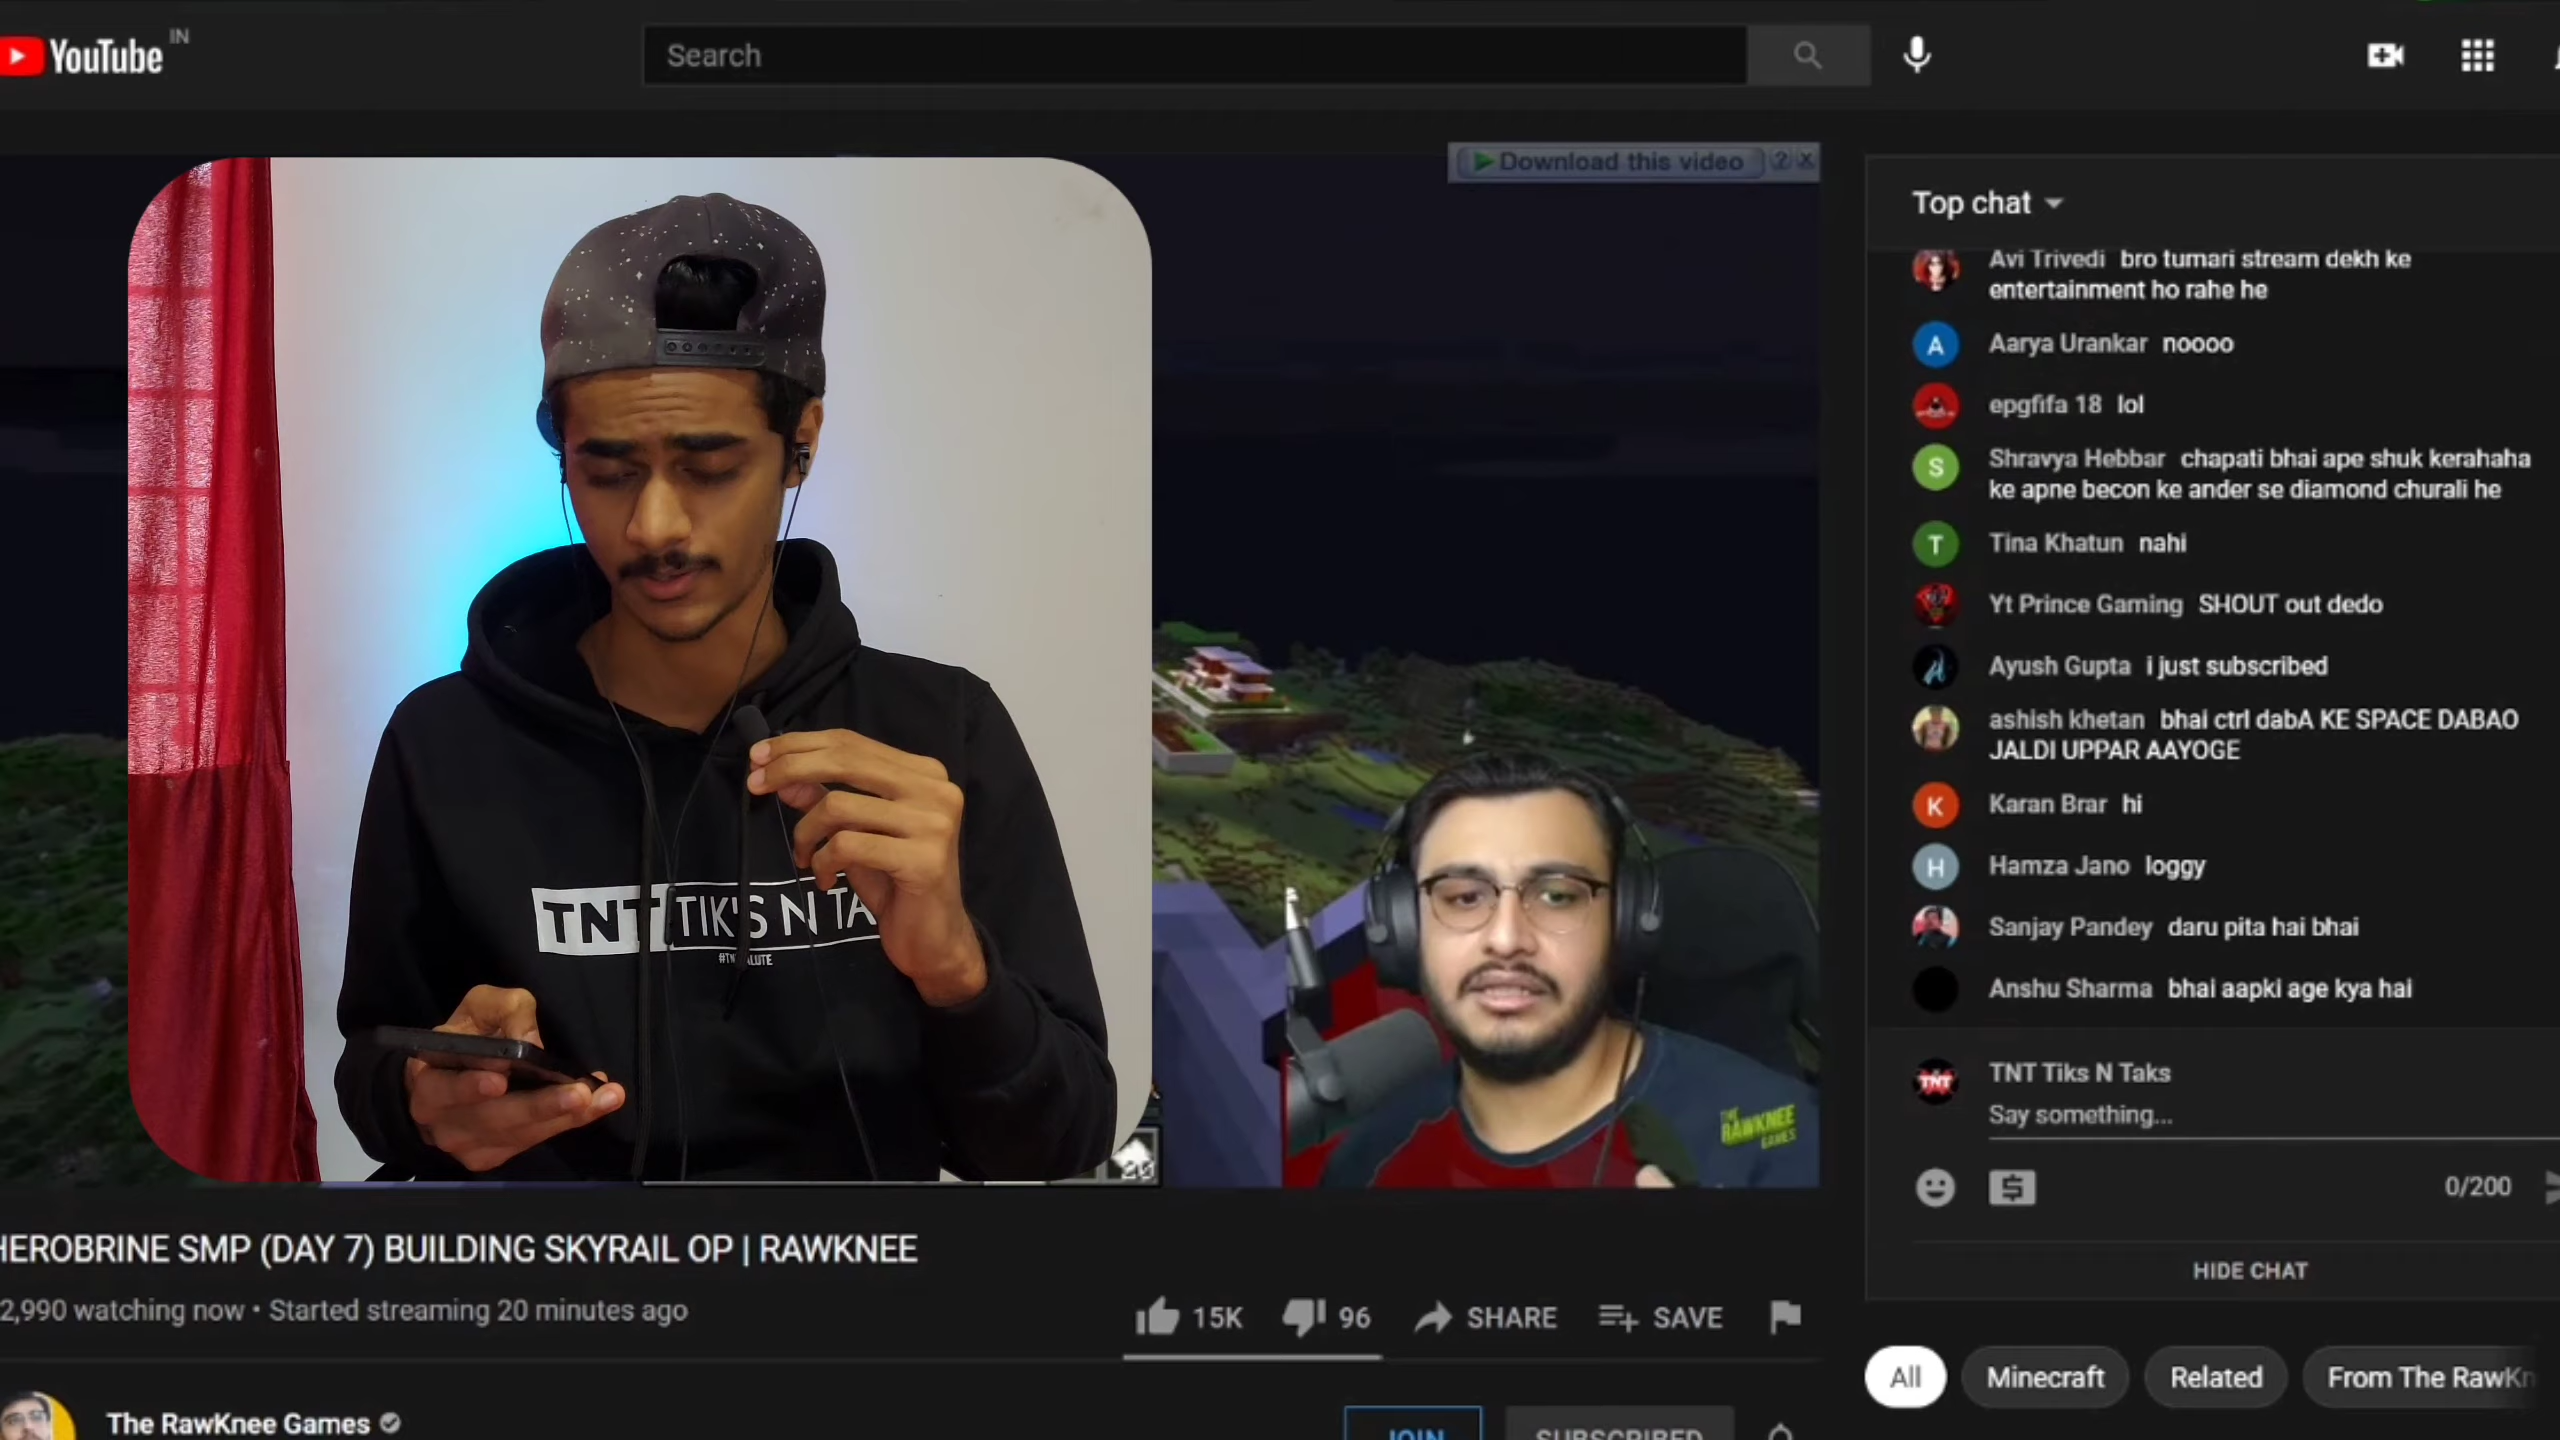 YouTube IN
Search
Download this video ? X
Top chat
Avi Trivedi bro tumari stream dekh ke
entertainment ho rahe he
A Aarya Urankar noooo
epgfifa 18 lol
S Shravya Hebbar chapati bhai ape shuk kerahaha
ke apne becon ke ander se diamond churali he
T Tina Khatun nahi
Yt Prince Gaming SHOUT out dedo
Ayush Gupta i just subscribed
ashish khetan bhai ctrl dabA KE SPACE DABAO
JALDI UPPAR AAYOGE
K Karan Brar hi
H Hamza Jano loggy
Sanjay Pandey daru pita hai bhai
Anshu Sharma bhai aapki age kya hai
TNT TNT Tiks N Taks
Say something...
0/200
HIDE CHAT
TNT TIK'S N TA
THE
RAWKNEE
GAMES
HEROBRINE SMP (DAY 7) BUILDING SKYRAIL OP | RAWKNEE
2,990 watching now • Started streaming 20 minutes ago
15K 96 SHARE SAVE
All Minecraft Related From The RawKn
The RawKnee Games
JOIN SUBSCRIBED